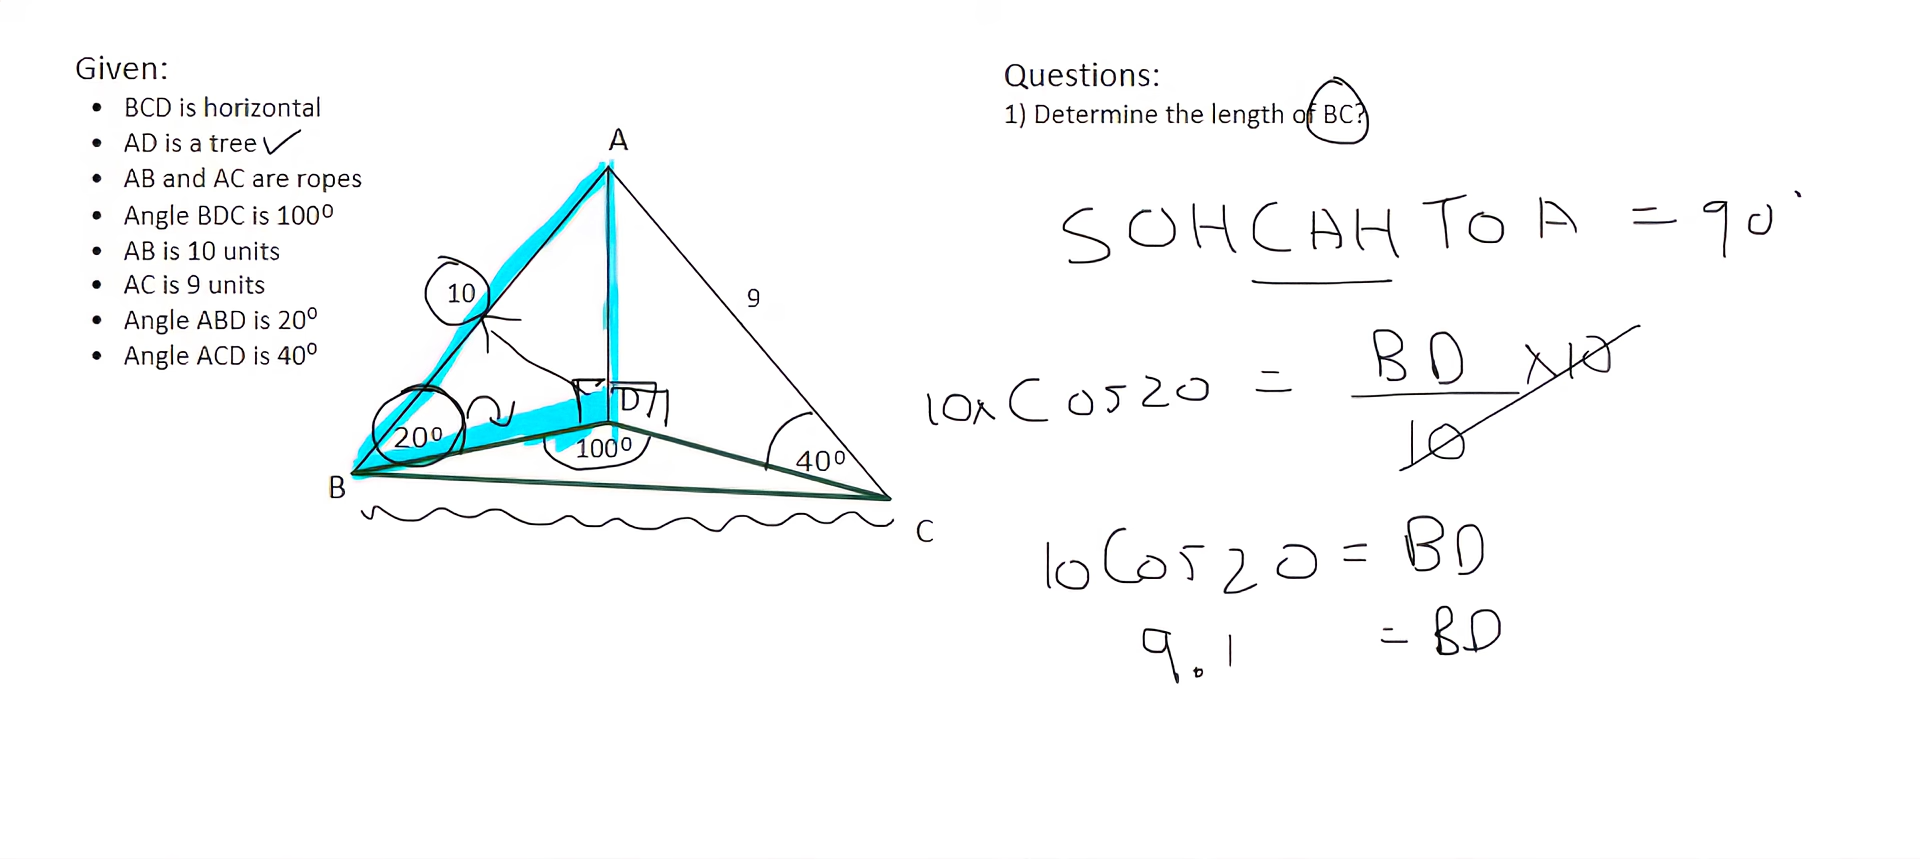 Given:
• BCD is horizontal
• AD is a tree ✓
• AB and AC are ropes
• Angle BDC is 100⁰
• AB is 10 units
• AC is 9 units
• Angle ABD is 20⁰
• Angle ACD is 40⁰
A
10
9
D
20⁰
100⁰
40⁰
B
C
Questions:
1) Determine the length of BC?
SOHCAHTOA = 90°
10x Cos20 = BD x10
10
10Cos20 = BD
9.1 = BD